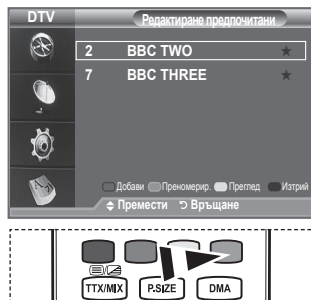 DTV
Редактиране предпочитани
2 BBC TWO ★
7 BBC THREE ★
Добави Преномерир. Преглед Изтрий
Премести Връщане
TTX/MIX P.SIZE DMA